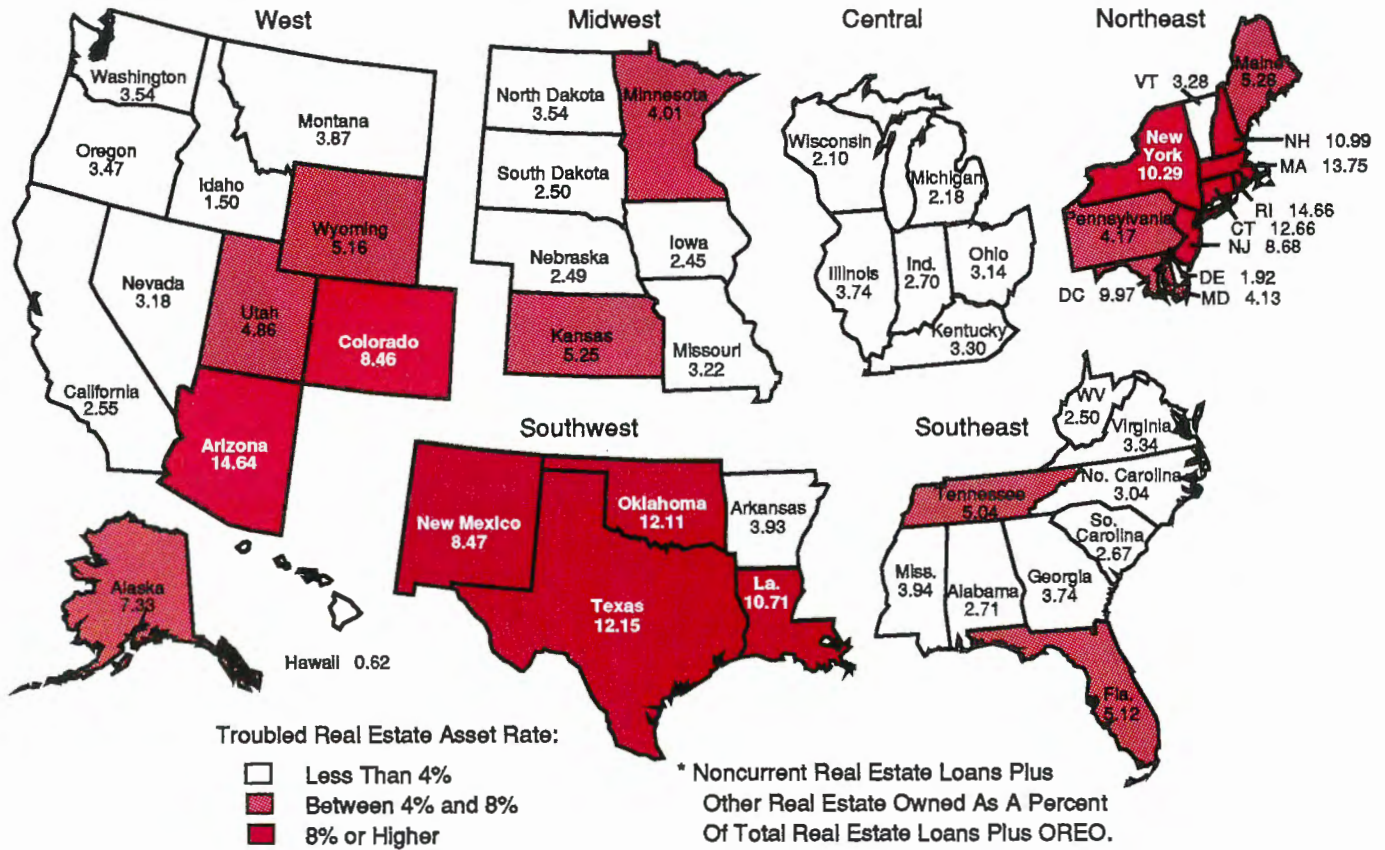 West
Washington
3.54
Oregon
3.47
Idaho
1.50
Montana
3.87
Wyoming
5.16
Nevada
3.18
Utah
4.86
Colorado
8.46
California
2.55
Arizona
14.64
Alaska
7.33
Hawaii 0.62
Midwest
North Dakota
3.54
Minnesota
4.01
South Dakota
2.50
Nebraska
2.49
Iowa
2.45
Kansas
5.25
Missouri
3.22
Central
Wisconsin
2.10
Michigan
2.18
Illinois
3.74
Ind.
2.70
Ohio
3.14
Kentucky
3.30
Northeast
Maine
5.28
VT 3.28
New
York
10.29
NH 10.99
MA 13.75
RI 14.66
CT 12.66
NJ 8.68
Pennsylvania
4.17
DE 1.92
MD 4.13
DC 9.97
Southwest
New Mexico
8.47
Oklahoma
12.11
Arkansas
3.93
Texas
12.15
La.
10.71
Southeast
WV
2.50
Virginia
3.34
No. Carolina
3.04
Tennessee
5.04
So.
Carolina
2.67
Miss.
3.94
Alabama
2.71
Georgia
3.74
Fla.
5.12
Troubled Real Estate Asset Rate:
Less Than 4%
Between 4% and 8%
8% or Higher
* Noncurrent Real Estate Loans Plus
Other Real Estate Owned As A Percent
Of Total Real Estate Loans Plus OREO.